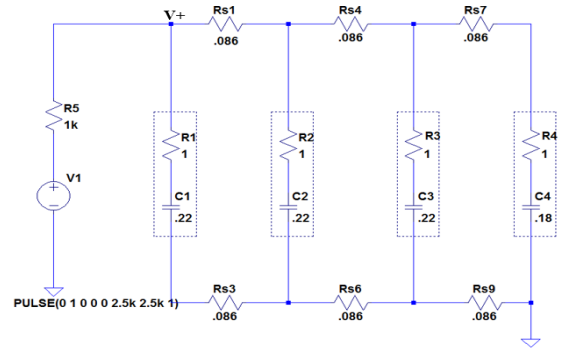 V+
Rs1
.086
Rs4
.086
Rs7
.086
R5
1k
V1
PULSE(0 1 0 0 0 2.5k 2.5k 1)
R1
1
C1
.22
R2
1
C2
.22
R3
1
C3
.22
R4
1
C4
.18
Rs3
.086
Rs6
.086
Rs9
.086